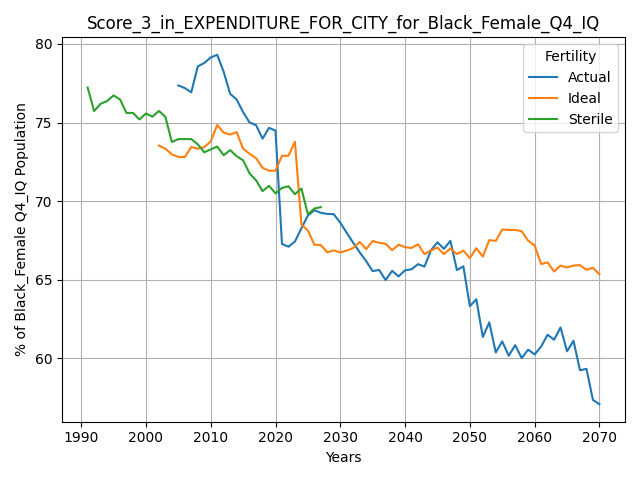 Score_3_in_EXPENDITURE_FOR_CITY_for_Black_Female_Q4_IQ
Fertility
Actual
Ideal
Sterile
% of Black_Female Q4_IQ Population
80
75
70
65
60
1990 2000 2010 2020 2030 2040 2050 2060 2070
Years